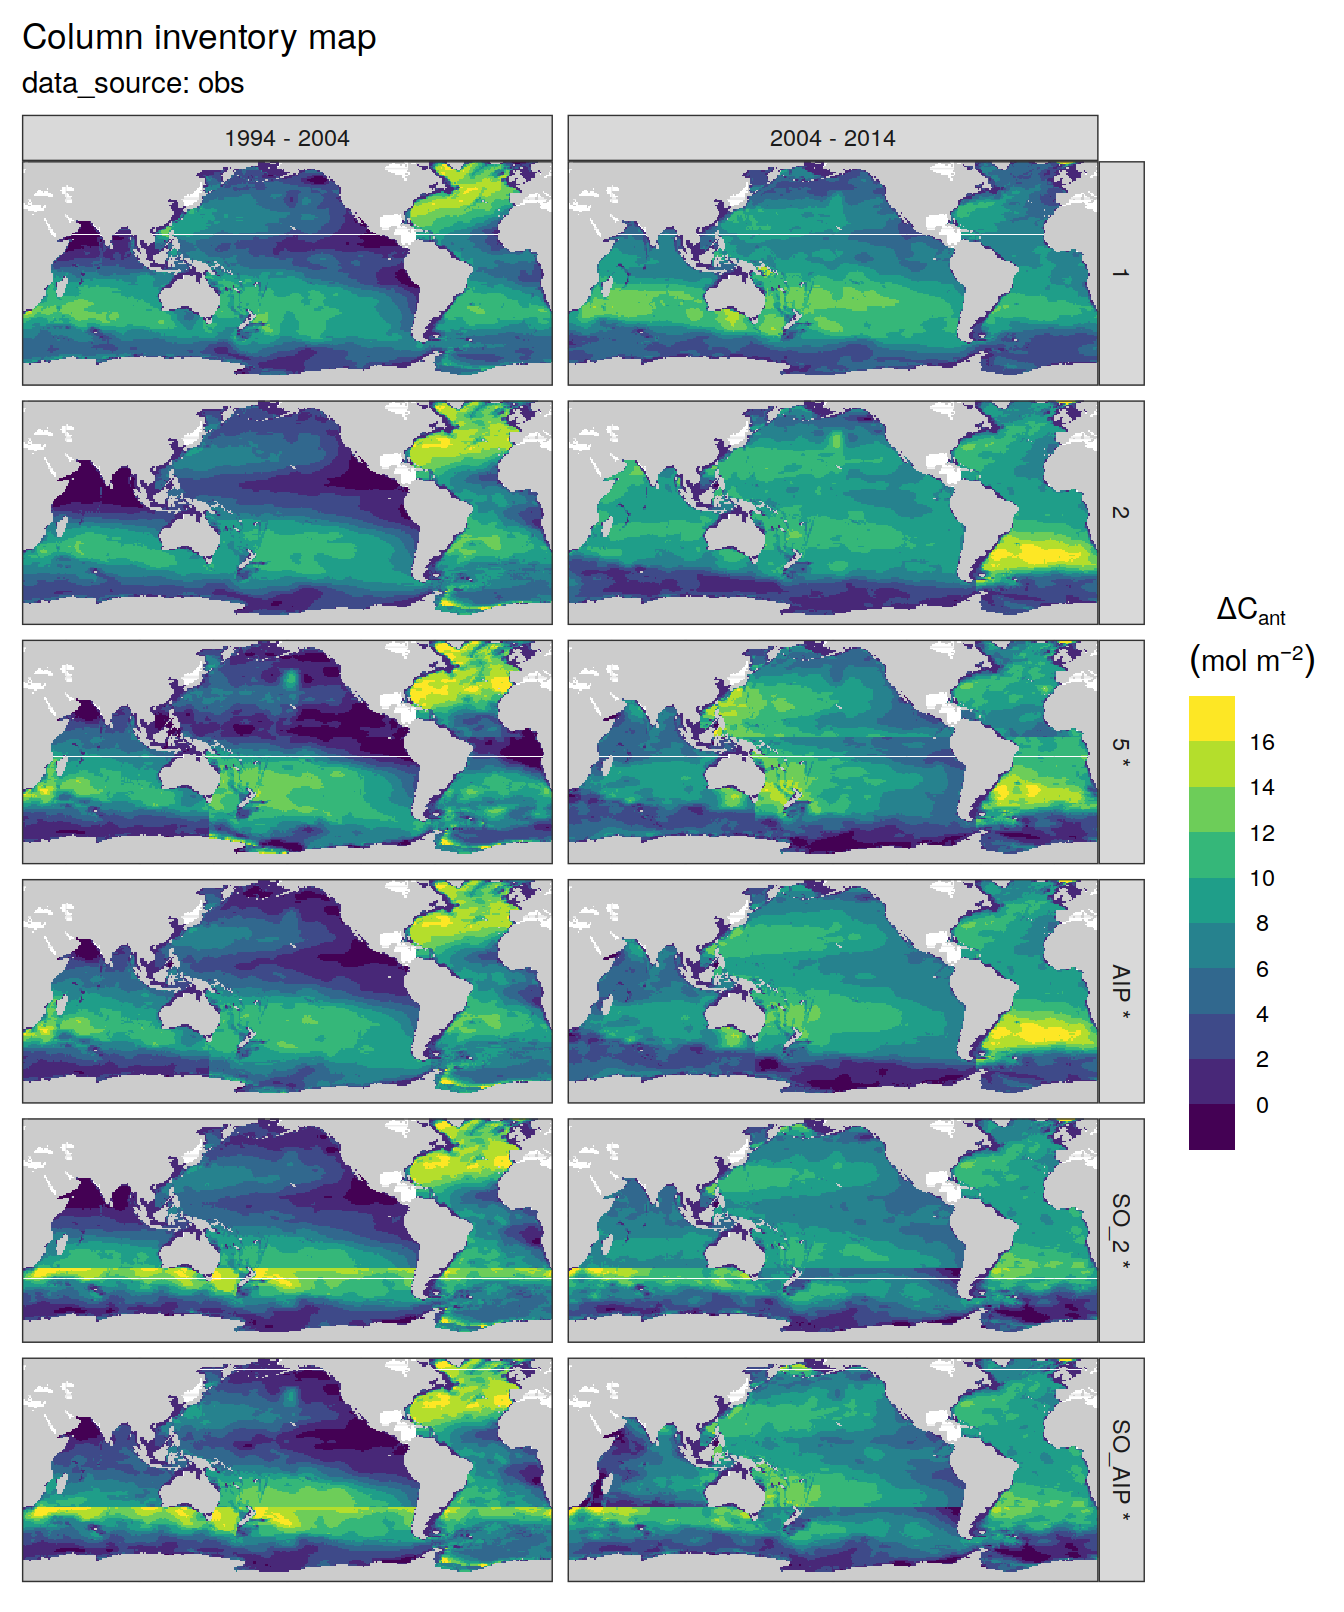 Column inventory map
data_source: obs
1994 - 2004
2004 - 2014
1
2
5 *
AIP *
SO_2 *
SO_AIP *
ΔCant
(mol m−2)
16
14
12
10
8
6
4
2
0